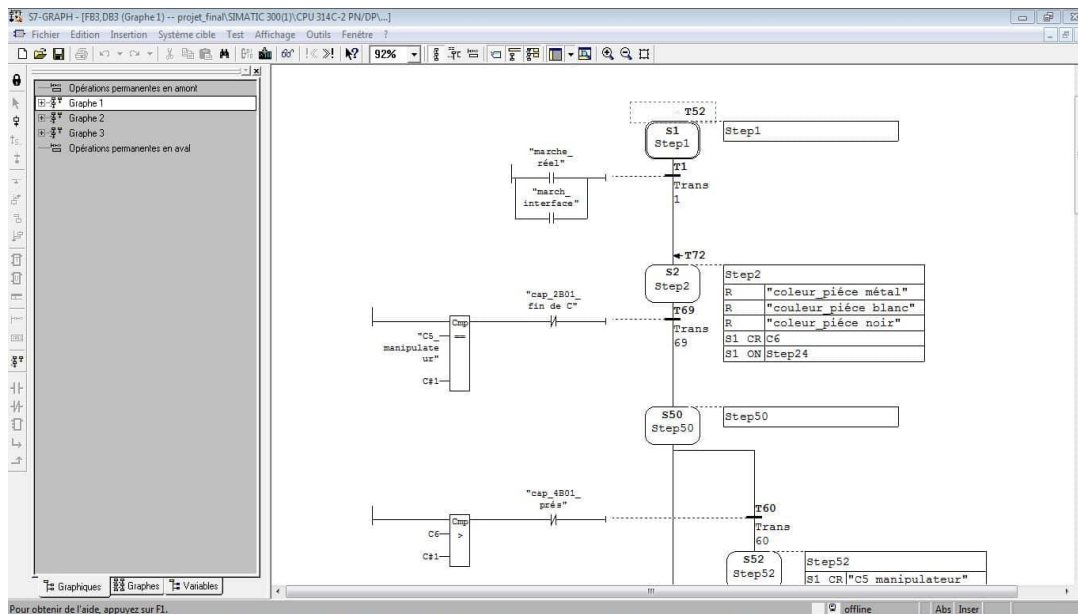 S7-GRAPH - [FB3,DB3 (Graphe 1) -- projet_final\SIMATIC 300(1)\CPU 314C-2 PN/DP\...]
Fichier Edition Insertion Système cible Test Affichage Outils Fenêtre ?
92%
Opérations permanentes en amont
Graphe 1
Graphe 2
Graphe 3
Opérations permanentes en aval
T52
S1
Step1
Step1
"marche_
réel"
T1
Trans
1
"march_
interface"
T72
S2
Step2
Step2
R "coleur_piéce métal"
R "couleur_piéce blanc"
R "coleur_piéce noir"
S1 CR C6
S1 ON Step24
"cap_2B01_
fin de C"
T69
Trans
69
Cmp
==
"C5_
manipulate
ur"
C#1
S50
Step50
Step50
"cap_4B01_
prés"
T60
Trans
60
Cmp
>
C6
C#1
S52
Step52
Step52
S1 CR "C5 manipulateur"
Graphiques Graphes Variables
Pour obtenir de l'aide, appuyez sur F1.
offline Abs Inser